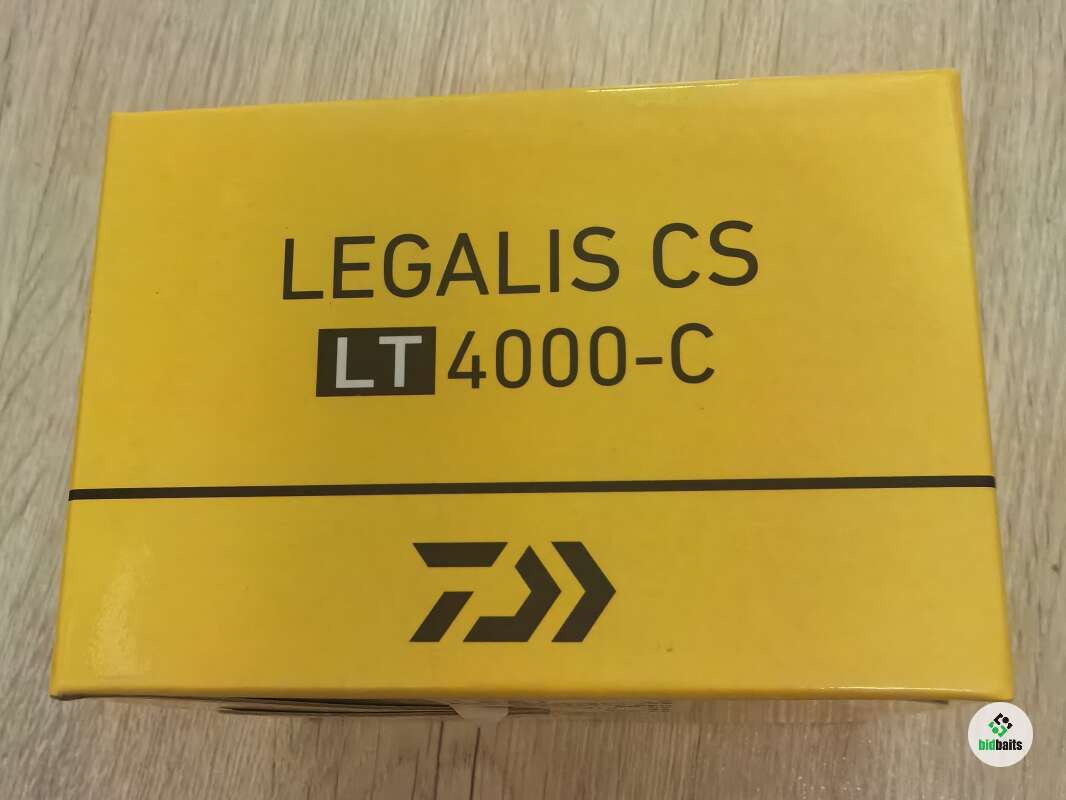 LEGALIS CS
LT 4000-C
bidbaits